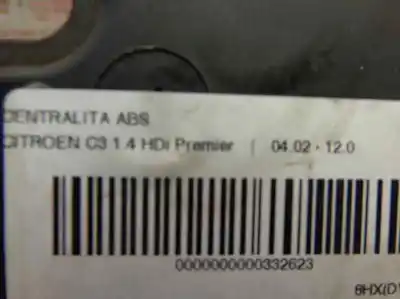 CENTRALITA ABS
CITROEN C3 1.4 HDi Premier | 04.02 - 12.0
0000000000332623
8HX(D